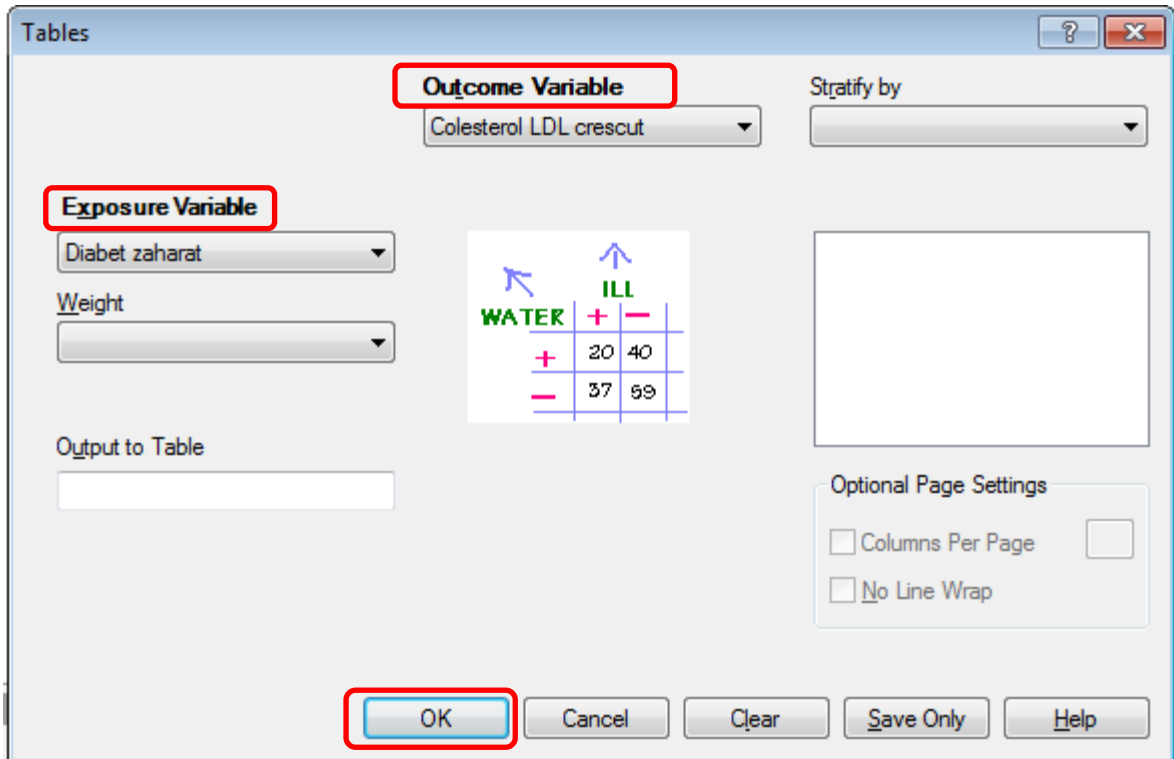 Tables
Outcome Variable
Stratify by
Colesterol LDL crescut
Exposure Variable
Diabet zaharat
Weight
ILL
WATER + −
+ 20 40
− 37 59
Output to Table
Optional Page Settings
Columns Per Page
No Line Wrap
OK Cancel Clear Save Only Help